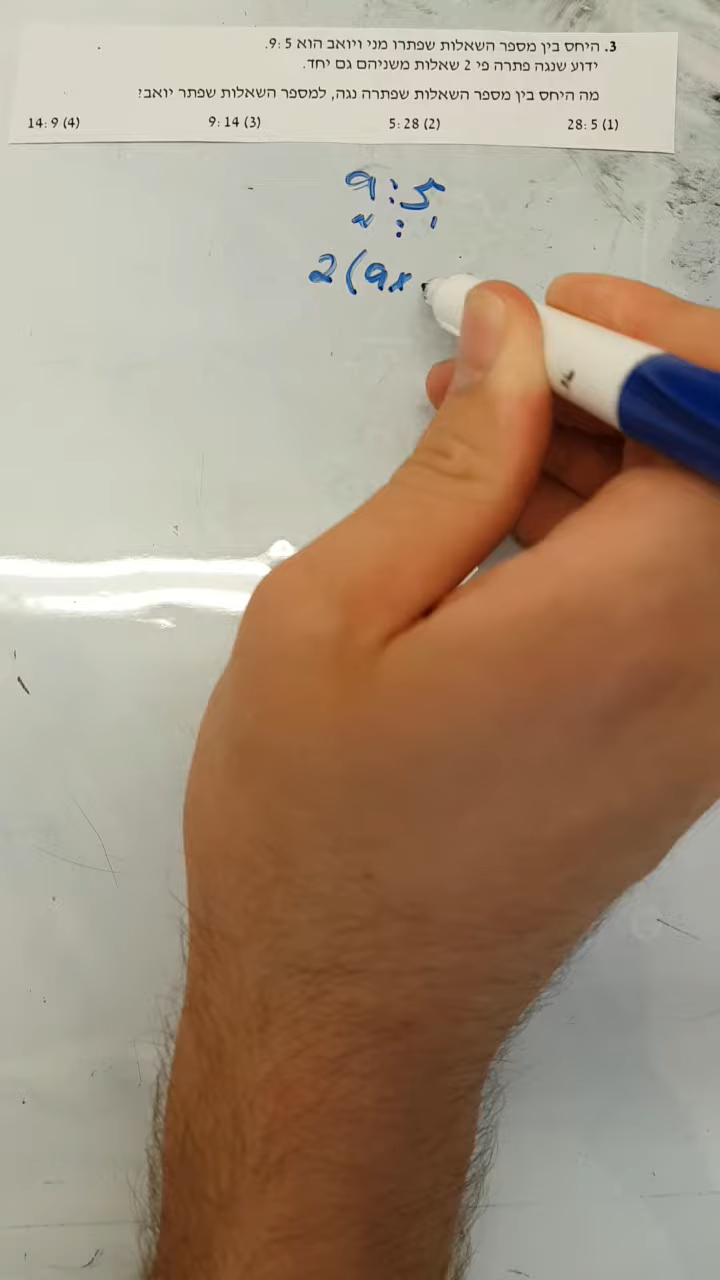 3. היחס בין מספר השאלות שפתרו מני ויואב הוא 9:5.
ידוע שנגה פתרה פי 2 שאלות משניהם גם יחד.
מה היחס בין מספר השאלות שפתרה נגה, למספר השאלות שפתר יואב?
(1) 28:5 (2) 5:28 (3) 9:14 (4) 14:9
9:5
מ : י
2(9x